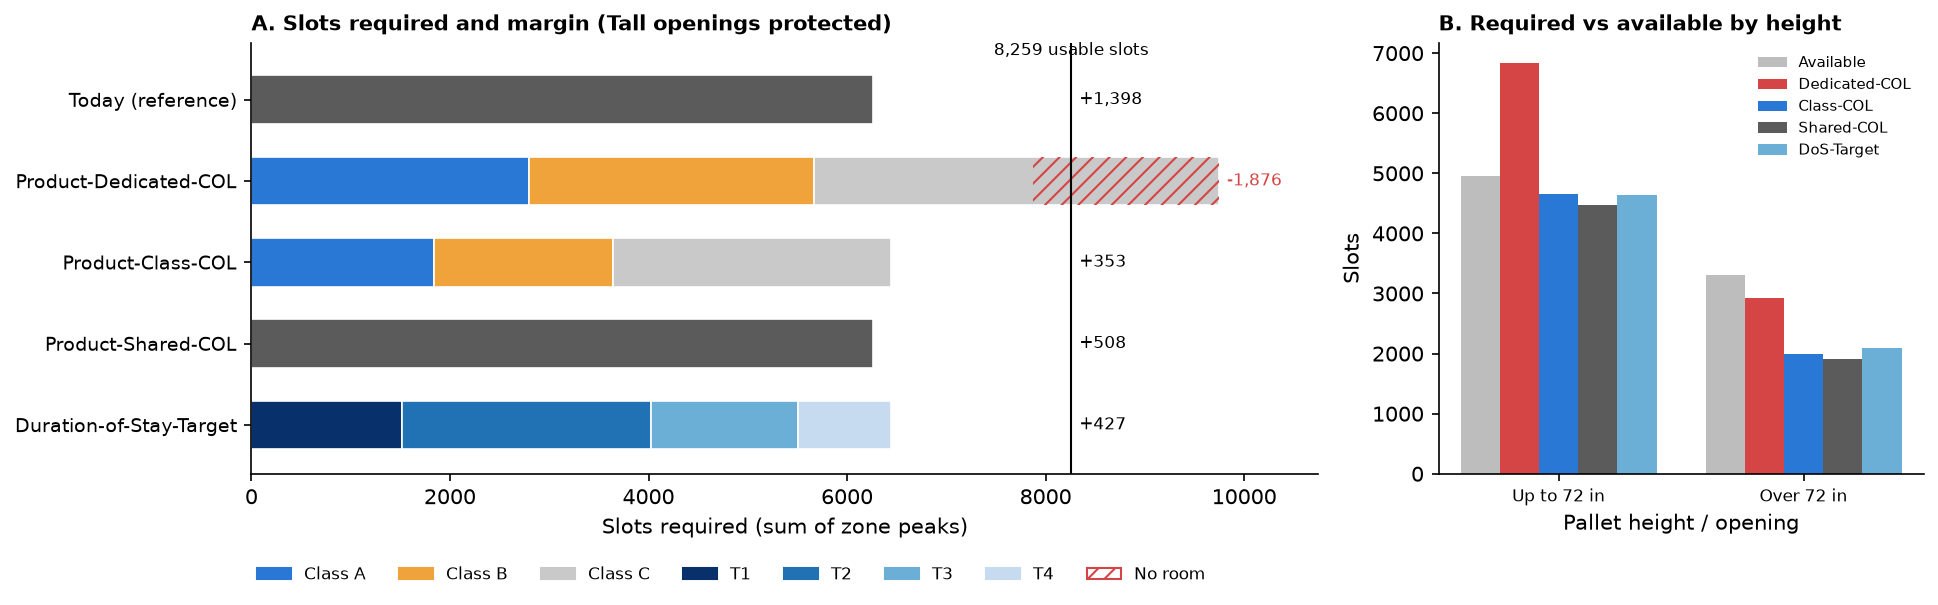 A. Slots required and margin (Tall openings protected)
8,259 usable slots
Today (reference)
+1,398
Product-Dedicated-COL
-1,876
Product-Class-COL
+353
Product-Shared-COL
+508
Duration-of-Stay-Target
+427
0 2000 4000 6000 8000 10000
Slots required (sum of zone peaks)
Class A Class B Class C T1 T2 T3 T4 No room
B. Required vs available by height
7000
6000
5000
4000
3000
2000
1000
0
Slots
Available
Dedicated-COL
Class-COL
Shared-COL
DoS-Target
Up to 72 in Over 72 in
Pallet height / opening